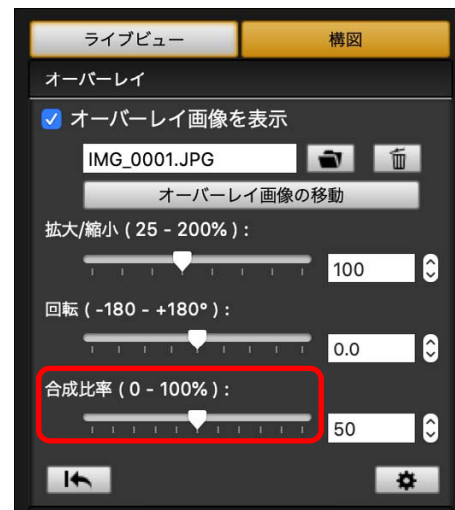 ライブビュー 構図
オーバーレイ
オーバーレイ画像を表示
IMG_0001.JPG
オーバーレイ画像の移動
拡大/縮小 ( 25 - 200% ) :
100
回転 ( -180 - +180° ) :
0.0
合成比率 ( 0 - 100% ) :
50